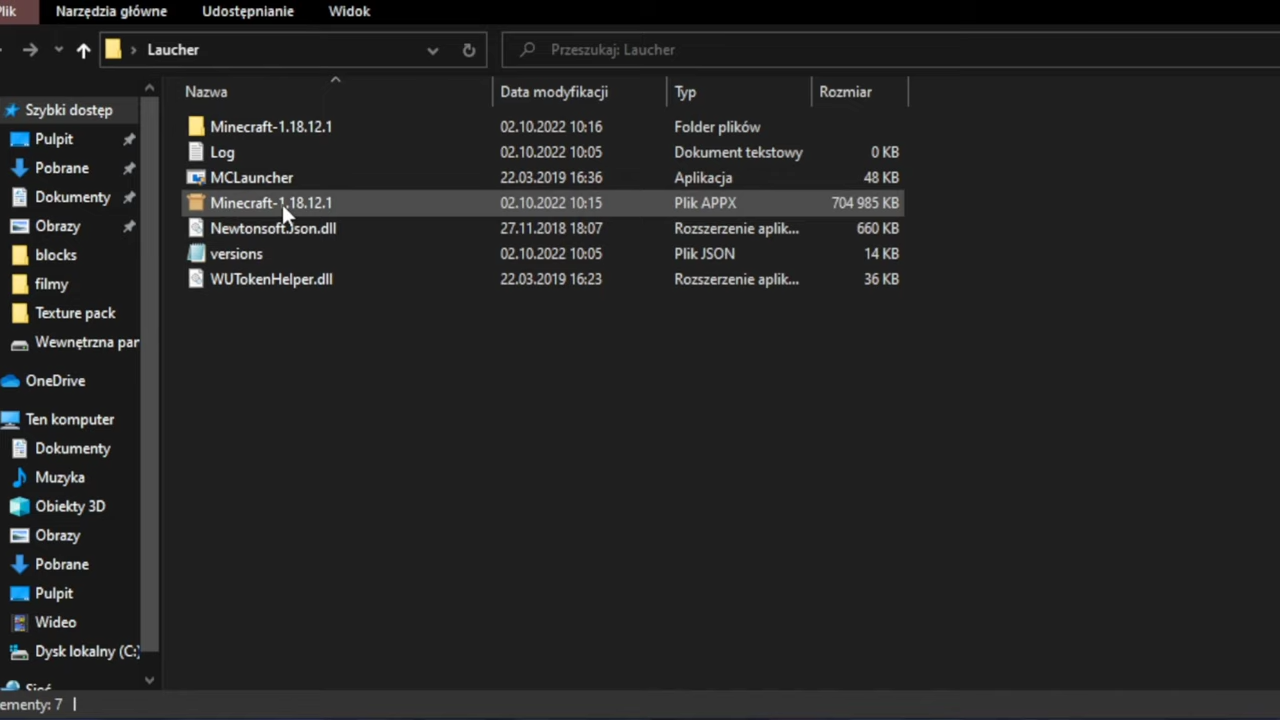 Plik Narzędzia główne Udostępnianie Widok
Laucher Przeszukaj: Laucher
Nazwa Data modyfikacji Typ Rozmiar
Szybki dostęp
Pulpit
Pobrane
Dokumenty
Obrazy
blocks
filmy
Texture pack
Wewnętrzna par
OneDrive
Ten komputer
Dokumenty
Muzyka
Obiekty 3D
Obrazy
Pobrane
Pulpit
Wideo
Dysk lokalny (C:)
Sieć
Minecraft-1.18.12.1 02.10.2022 10:16 Folder plików
Log 02.10.2022 10:05 Dokument tekstowy 0 KB
MCLauncher 22.03.2019 16:36 Aplikacja 48 KB
Minecraft-1.18.12.1 02.10.2022 10:15 Plik APPX 704 985 KB
Newtonsoft.Json.dll 27.11.2018 18:07 Rozszerzenie aplik... 660 KB
versions 02.10.2022 10:05 Plik JSON 14 KB
WUTokenHelper.dll 22.03.2019 16:23 Rozszerzenie aplik... 36 KB
ementy: 7